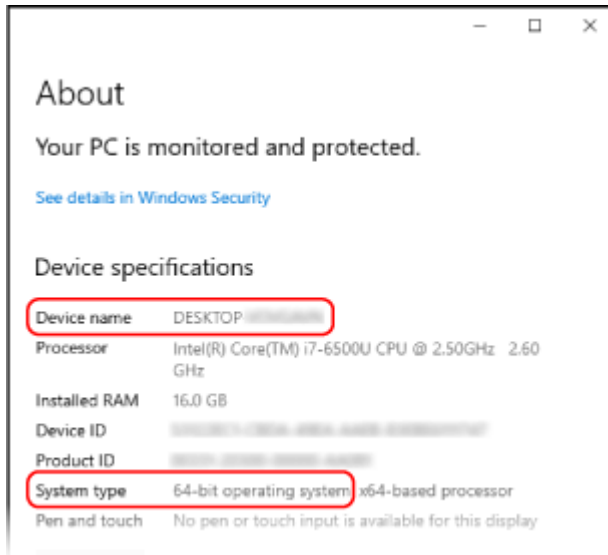 About
Your PC is monitored and protected.
See details in Windows Security
Device specifications
Device name DESKTOP
Processor Intel(R) Core(TM) i7-6500U CPU @ 2.50GHz 2.60
GHz
Installed RAM 16.0 GB
Device ID
Product ID
System type 64-bit operating system x64-based processor
Pen and touch No pen or touch input is available for this display